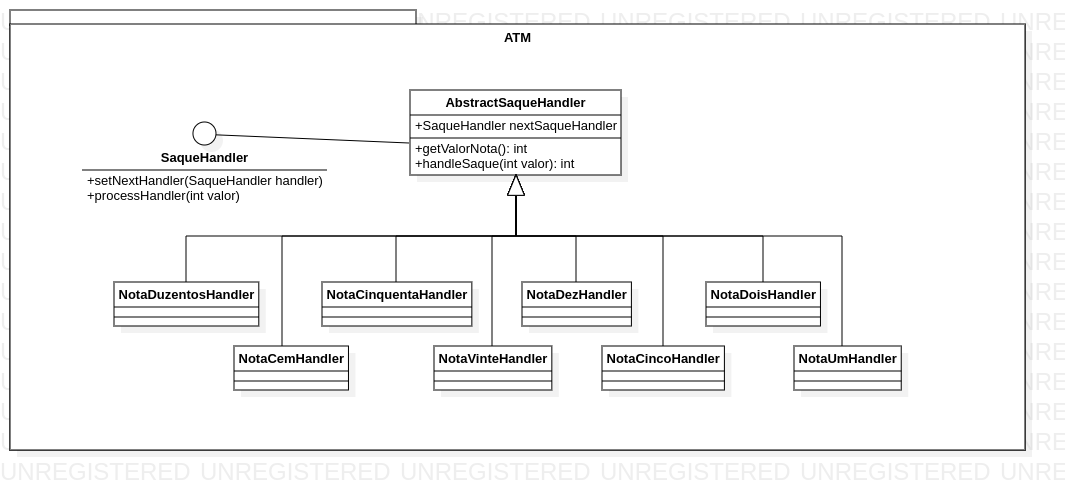 UNREGISTERED UNREGISTERED UNREGISTERED
ATM
AbstractSaqueHandler
+SaqueHandler nextSaqueHandler
+getValorNota(): int
+handleSaque(int valor): int
SaqueHandler
+setNextHandler(SaqueHandler handler)
+processHandler(int valor)
NotaDuzentosHandler
NotaCinquentaHandler
NotaDezHandler
NotaDoisHandler
NotaCemHandler
NotaVinteHandler
NotaCincoHandler
NotaUmHandler
UNREGISTERED UNREGISTERED UNREGISTERED UNREGISTERED UNREGISTERED UNRE